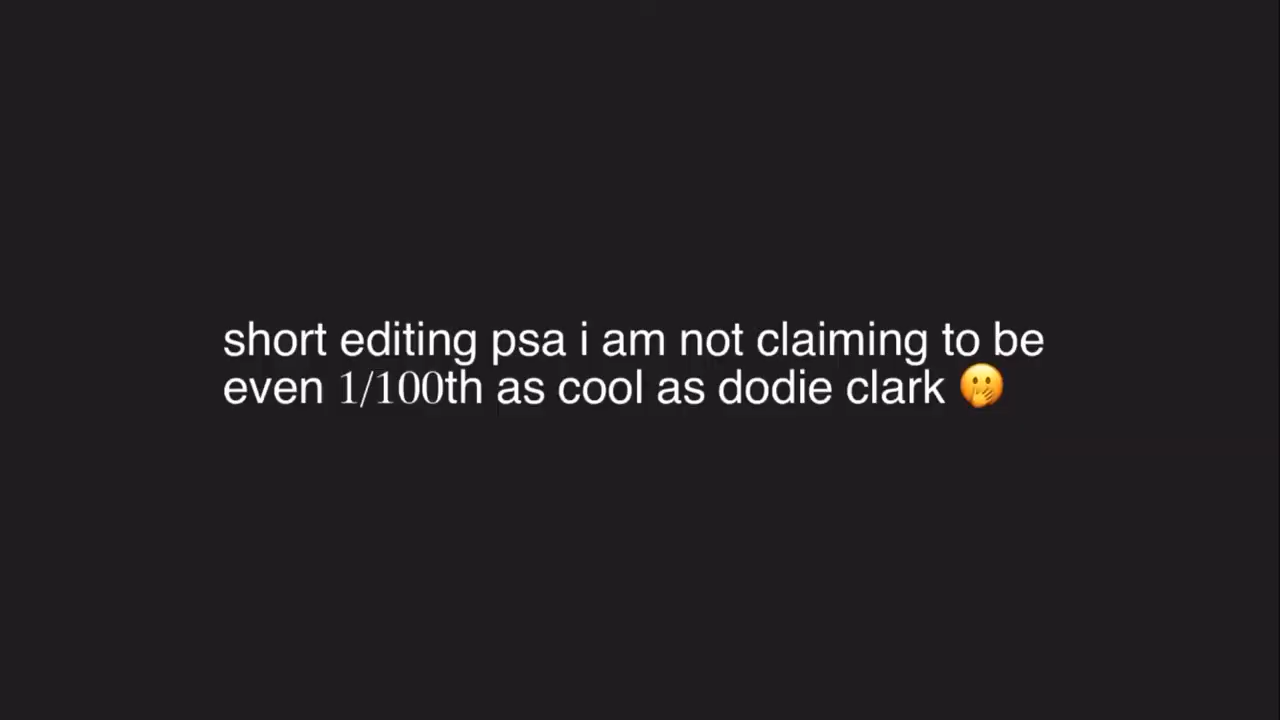 short editing psa i am not claiming to be
even 1/100th as cool as dodie clark 🫢